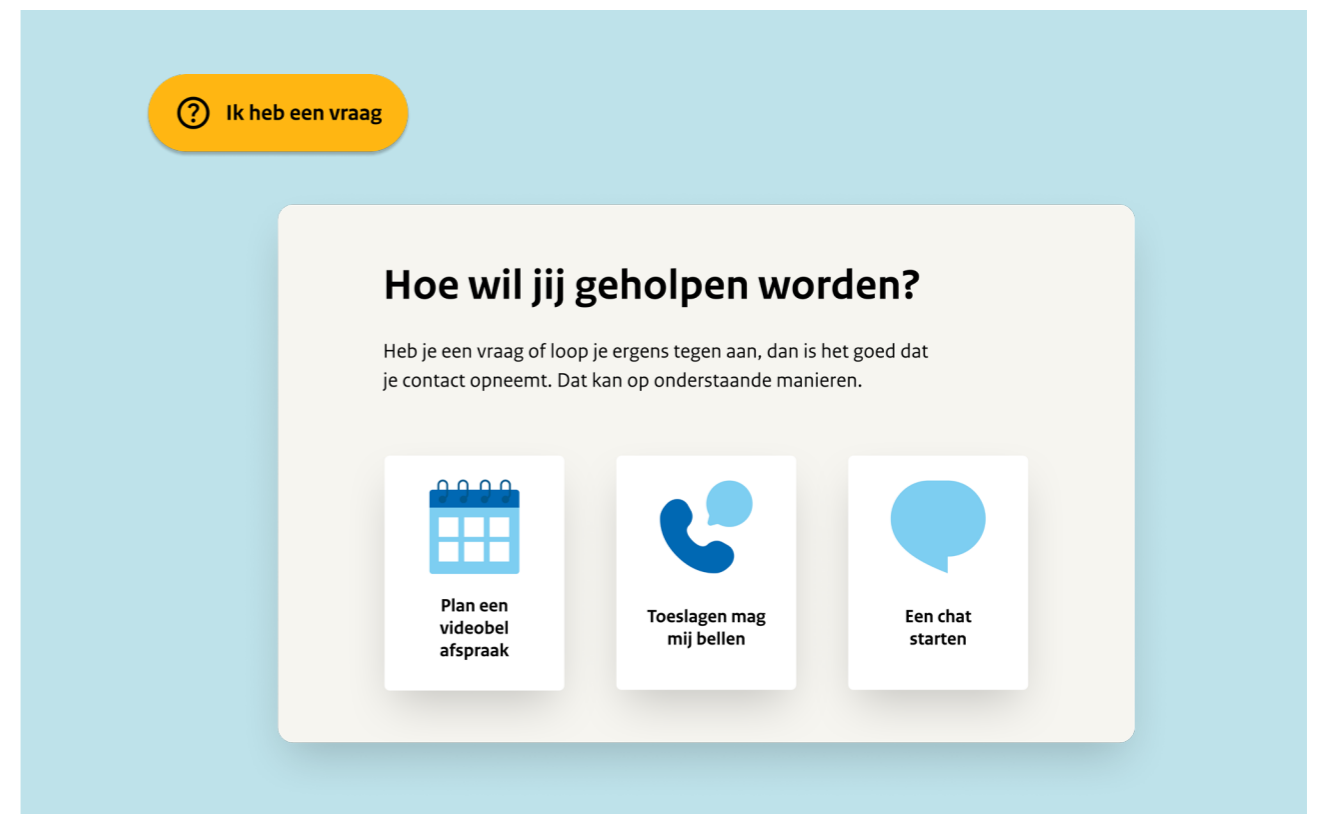 Ik heb een vraag
Hoe wil jij geholpen worden?
Heb je een vraag of loop je ergens tegen aan, dan is het goed dat
je contact opneemt. Dat kan op onderstaande manieren.
Plan een
videobel
afspraak
Toeslagen mag
mij bellen
Een chat
starten